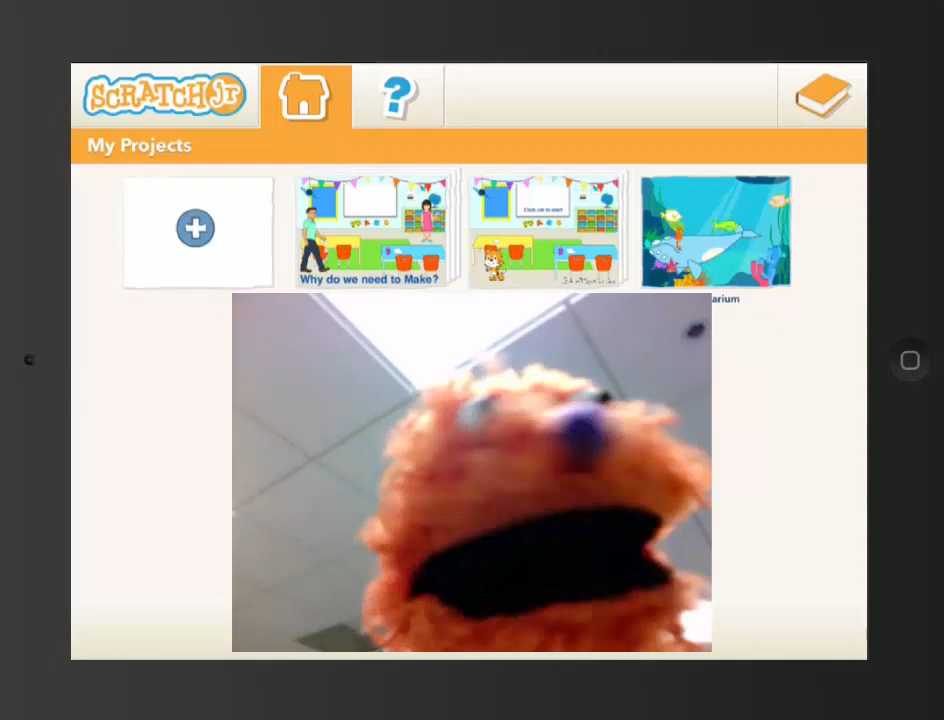 SCRATCH Jr
?
My Projects
Click cat to start
Why do we need to Make?
arium